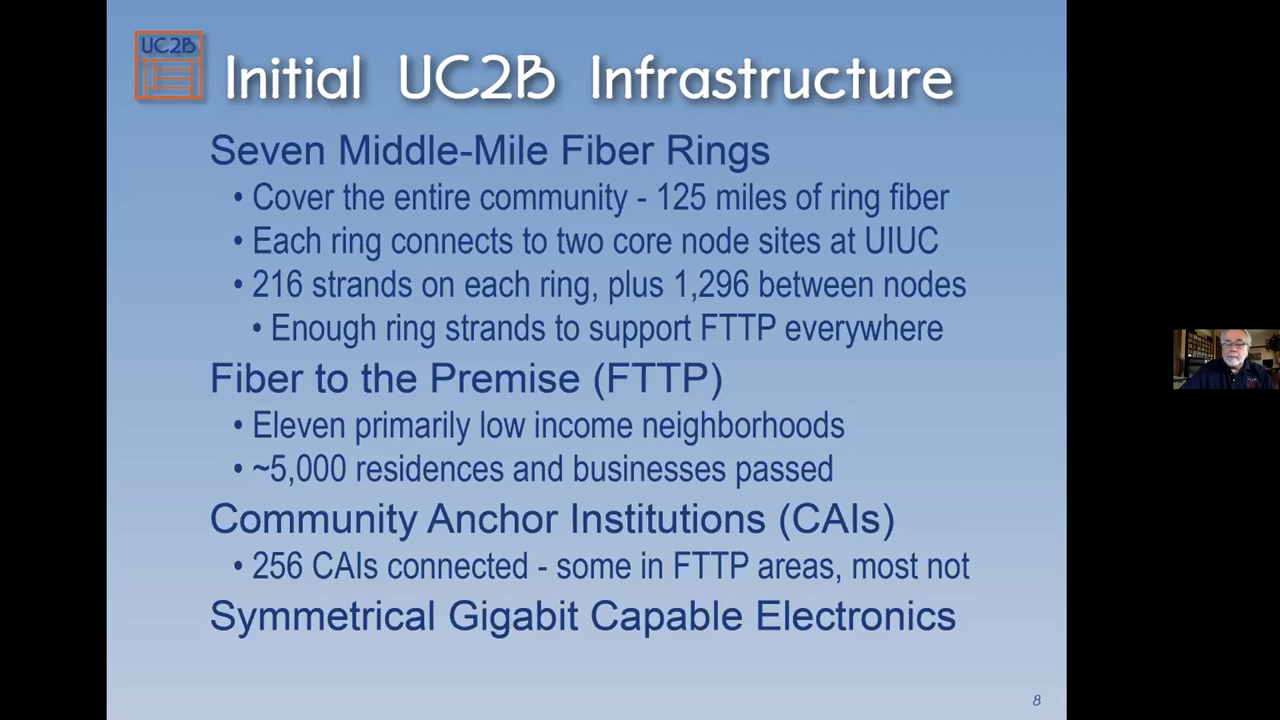 UC2B
Initial UC2B Infrastructure
Seven Middle-Mile Fiber Rings
• Cover the entire community - 125 miles of ring fiber
• Each ring connects to two core node sites at UIUC
• 216 strands on each ring, plus 1,296 between nodes
• Enough ring strands to support FTTP everywhere
Fiber to the Premise (FTTP)
• Eleven primarily low income neighborhoods
• ~5,000 residences and businesses passed
Community Anchor Institutions (CAIs)
• 256 CAIs connected - some in FTTP areas, most not
Symmetrical Gigabit Capable Electronics
8